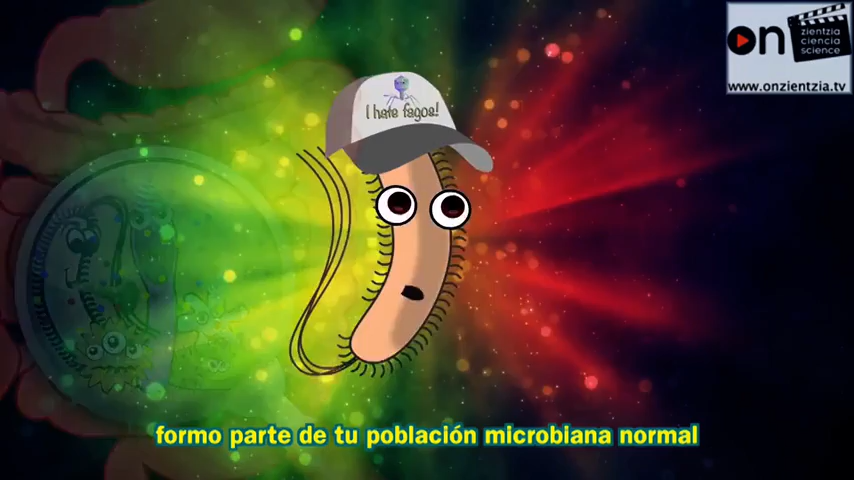 on
zientzia
ciencia
science
www.onzientzia.tv
I hate fagos!
formo parte de tu población microbiana normal